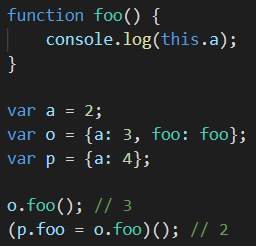 function foo() {
    console.log(this.a);
}

var a = 2;
var o = {a: 3, foo: foo};
var p = {a: 4};

o.foo(); // 3
(p.foo = o.foo)(); // 2